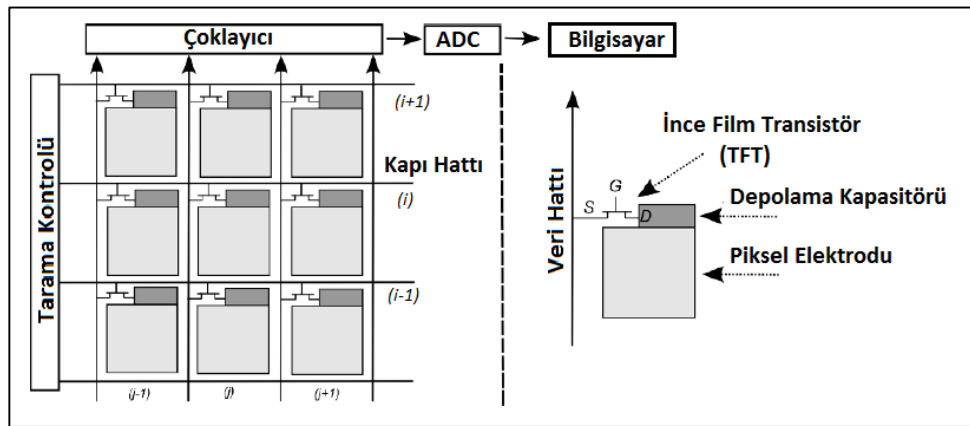 Çoklayıcı
ADC
Bilgisayar
Tarama Kontrolü
(i+1)
Kapı Hattı
(i)
(i-1)
(j-1)
(j)
(j+1)
Veri Hattı
İnce Film Transistör
(TFT)
G
S
D
Depolama Kapasitörü
Piksel Elektrodu